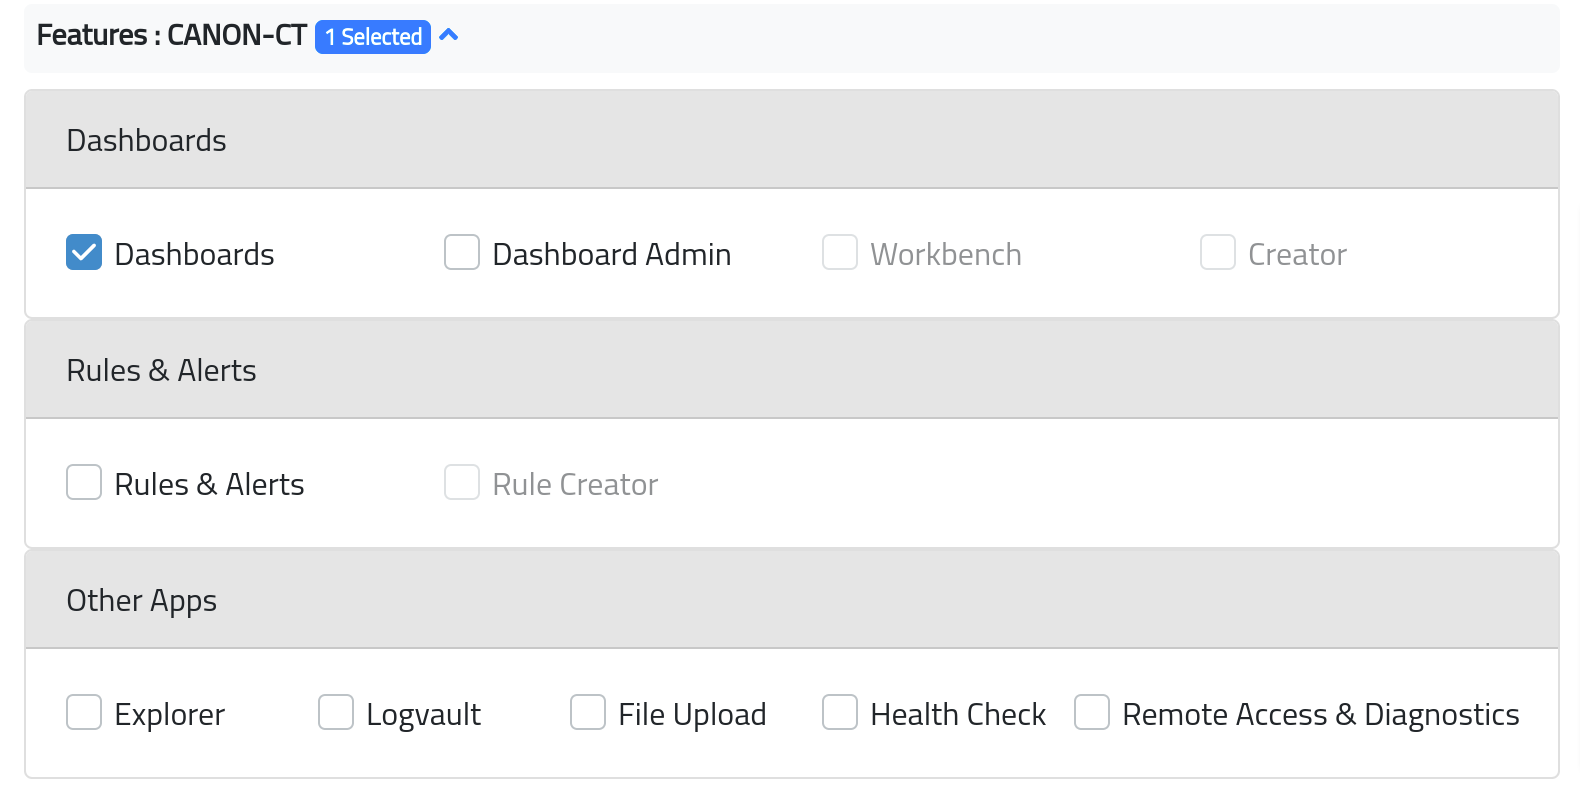 Features : CANON-CT 1 Selected
Dashboards
Dashboards Dashboard Admin Workbench Creator
Rules & Alerts
Rules & Alerts Rule Creator
Other Apps
Explorer Logvault File Upload Health Check Remote Access & Diagnostics